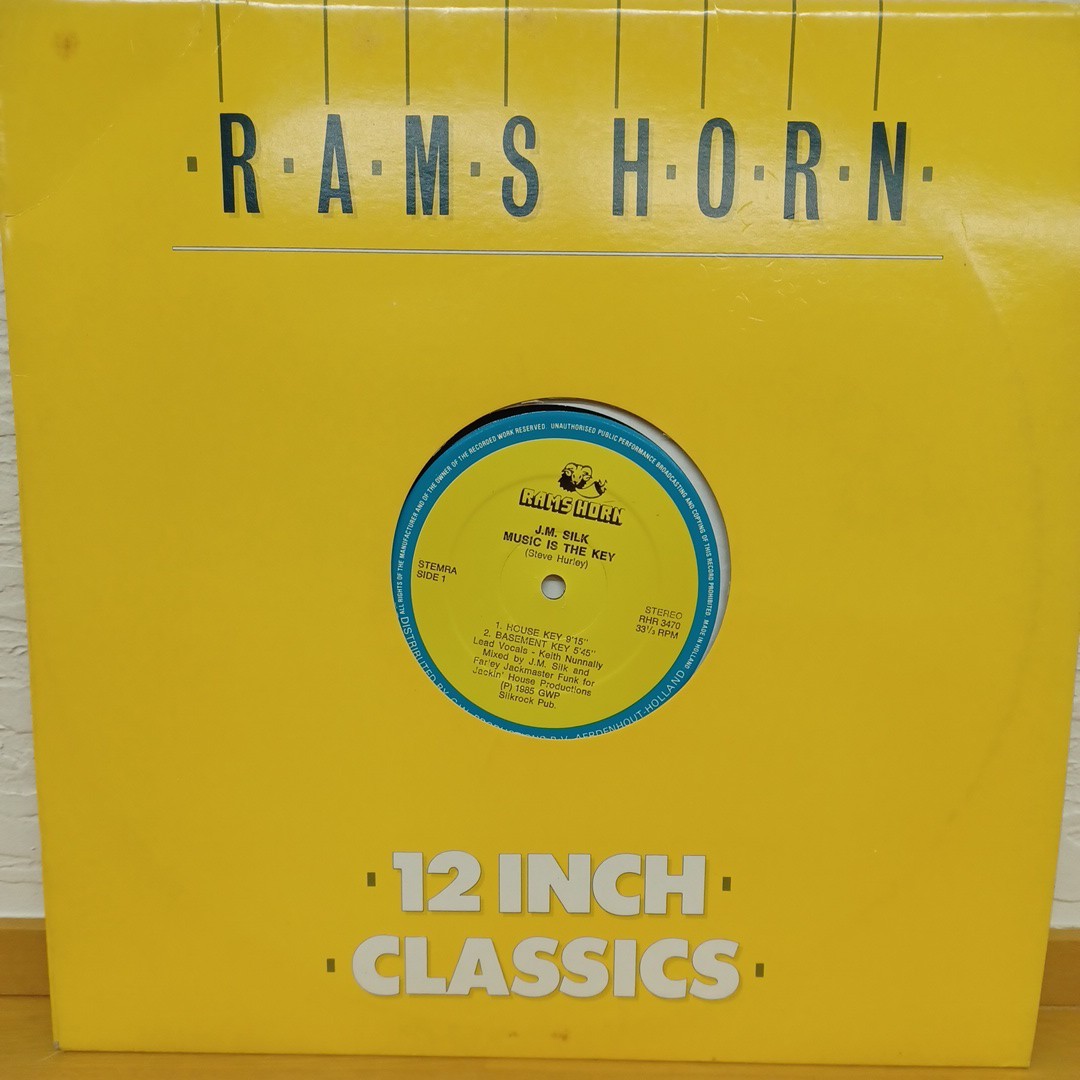 ·R·A·M·S H·O·R·N·
ALL RIGHTS OF THE MANUFACTURER AND OF THE OWNER OF THE RECORDED WORK RESERVED. UNAUTHORISED PUBLIC PERFORMANCE BROADCASTING AND COPYING OF THIS RECORD PROHIBITED. MADE IN HOLLAND
RAMS HORN
J.M. SILK
MUSIC IS THE KEY
(Steve Hurley)
STEMRA
SIDE 1
STEREO
RHR 3470
33⅓ RPM
1. HOUSE KEY 9'15"
2. BASEMENT KEY 5'45"
Lead Vocals - Keith Nunnally
Mixed by J.M. Silk and
Farley Jackmaster Funk for
Jackin' House Productions
(P) 1985 GWP
Silkrock Pub.
DISTRIBUTED BY B.V. AERDENHOUT-HOLLAND
·12 INCH·
·CLASSICS·